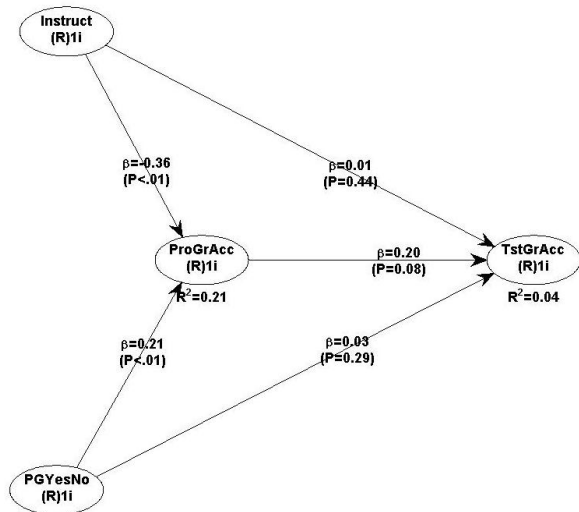 Instruct
(R)1i
β=-0.36
(P<.01)
β=0.01
(P=0.44)
ProGrAcc
(R)1i
R²=0.21
β=0.20
(P=0.08)
TstGrAcc
(R)1i
R²=0.04
β=0.21
(P<.01)
β=0.03
(P=0.29)
PGYesNo
(R)1i